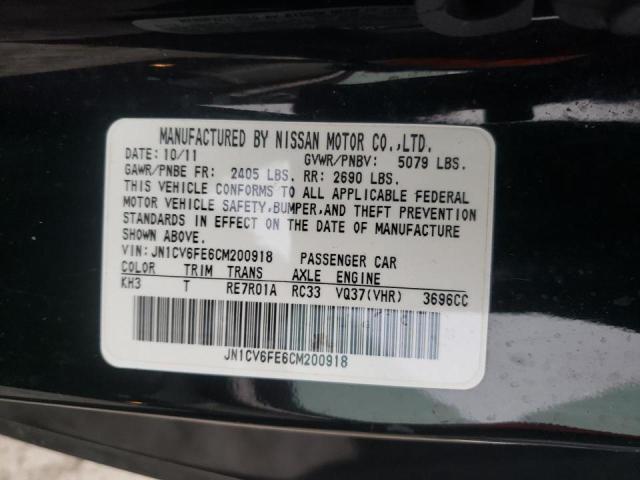 MANUFACTURED BY NISSAN MOTOR CO.,LTD.
DATE: 10/11 GVWR/PNBV: 5079 LBS.
GAWR/PNBE FR: 2405 LBS. RR: 2690 LBS.
THIS VEHICLE CONFORMS TO ALL APPLICABLE FEDERAL
MOTOR VEHICLE SAFETY,BUMPER,AND THEFT PREVENTION
STANDARDS IN EFFECT ON THE DATE OF MANUFACTURE
SHOWN ABOVE.
VIN:JN1CV6FE6CM200918 PASSENGER CAR
COLOR TRIM TRANS AXLE ENGINE
KH3 T RE7R01A RC33 VQ37(VHR) 3696CC
JN1CV6FE6CM200918